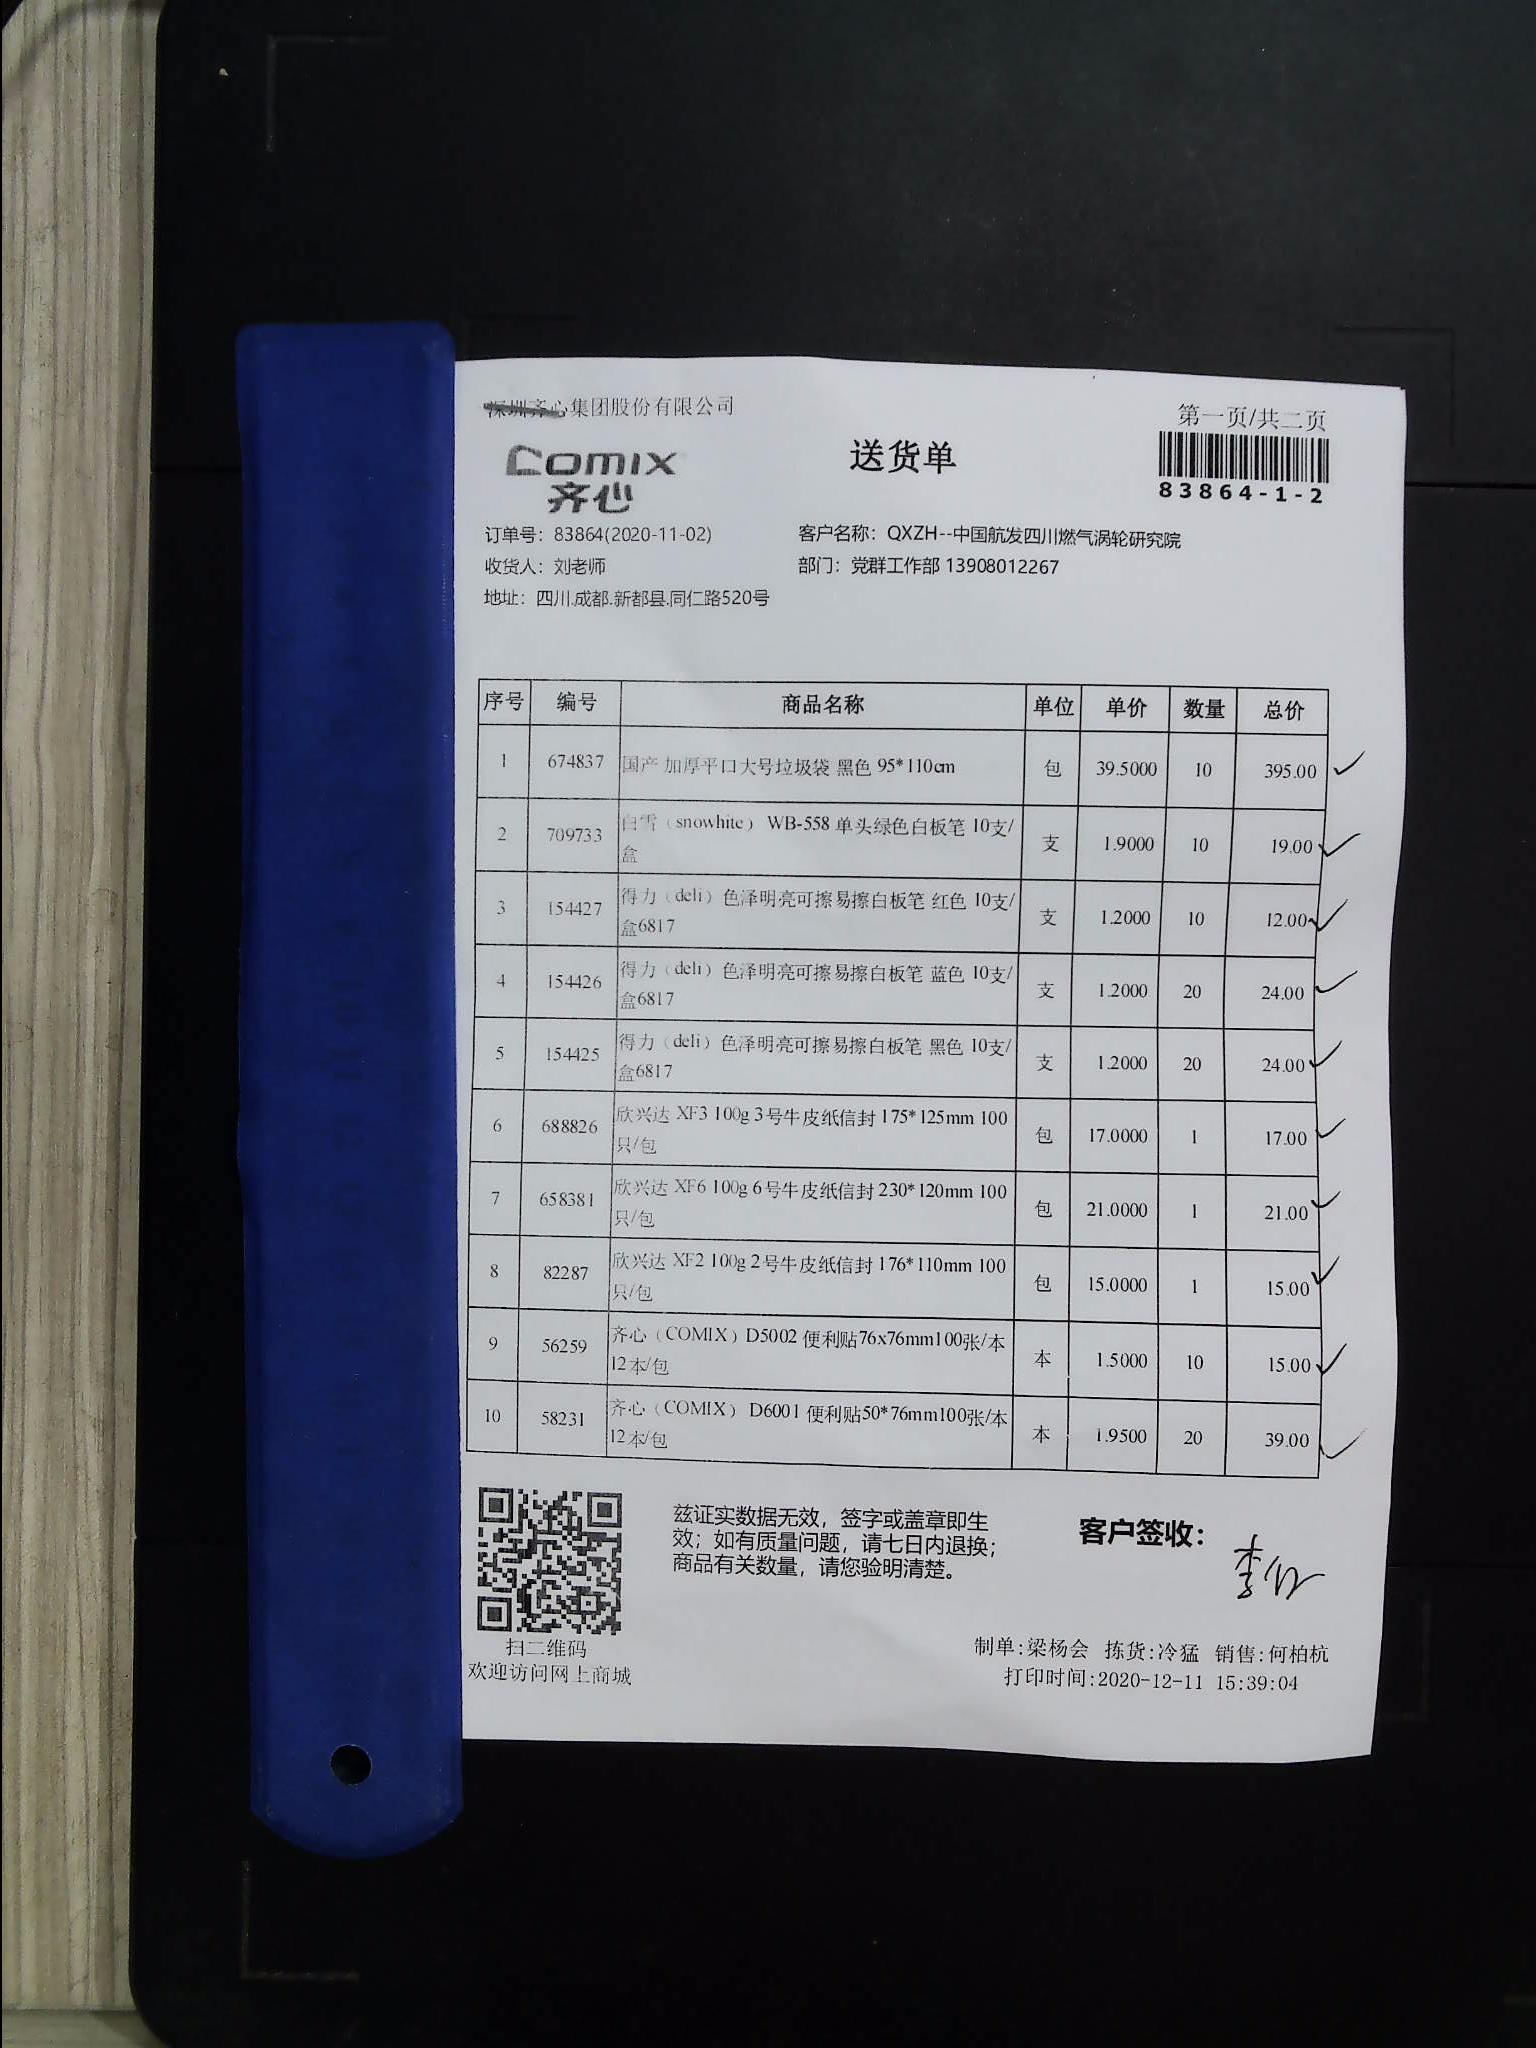 深圳齐心集团股份有限公司
第一页/共二页
Comix
齐心
送货单
83864-1-2
订单号：83864(2020-11-02)
客户名称：QXZH--中国航发四川燃气涡轮研究院
收货人：刘老师
部门：党群工作部 13908012267
地址：四川.成都.新都县.同仁路520号
序号 编号 商品名称 单位 单价 数量 总价
1 674837 国产 加厚平口大号垃圾袋 黑色 95*110cm 包 39.5000 10 395.00
2 709733 白雪（snowhite） WB-558 单头绿色白板笔 10支/ 支 1.9000 10 19.00
盒
3 154427 得力（deli）色泽明亮可擦易擦白板笔 红色 10支/ 支 1.2000 10 12.00
盒6817
4 154426 得力（deli）色泽明亮可擦易擦白板笔 蓝色 10支/ 支 1.2000 20 24.00
盒6817
5 154425 得力（deli）色泽明亮可擦易擦白板笔 黑色 10支/ 支 1.2000 20 24.00
盒6817
6 688826 欣兴达 XF3 100g 3号牛皮纸信封 175*125mm 100 包 17.0000 1 17.00
只/包
7 658381 欣兴达 XF6 100g 6号牛皮纸信封 230*120mm 100 包 21.0000 1 21.00
只/包
8 82287 欣兴达 XF2 100g 2号牛皮纸信封 176*110mm 100 包 15.0000 1 15.00
只/包
9 56259 齐心（COMIX）D5002 便利贴76x76mm100张/本 本 1.5000 10 15.00
12本/包
10 58231 齐心（COMIX） D6001 便利贴50*76mm100张/本 本 1.9500 20 39.00
12本/包
兹证实数据无效，签字或盖章即生
效；如有质量问题，请七日内退换；
商品有关数量，请您验明清楚。
客户签收：
扫二维码
欢迎访问网上商城
制单:梁杨会 拣货:冷猛 销售:何柏杭
打印时间:2020-12-11 15:39:04